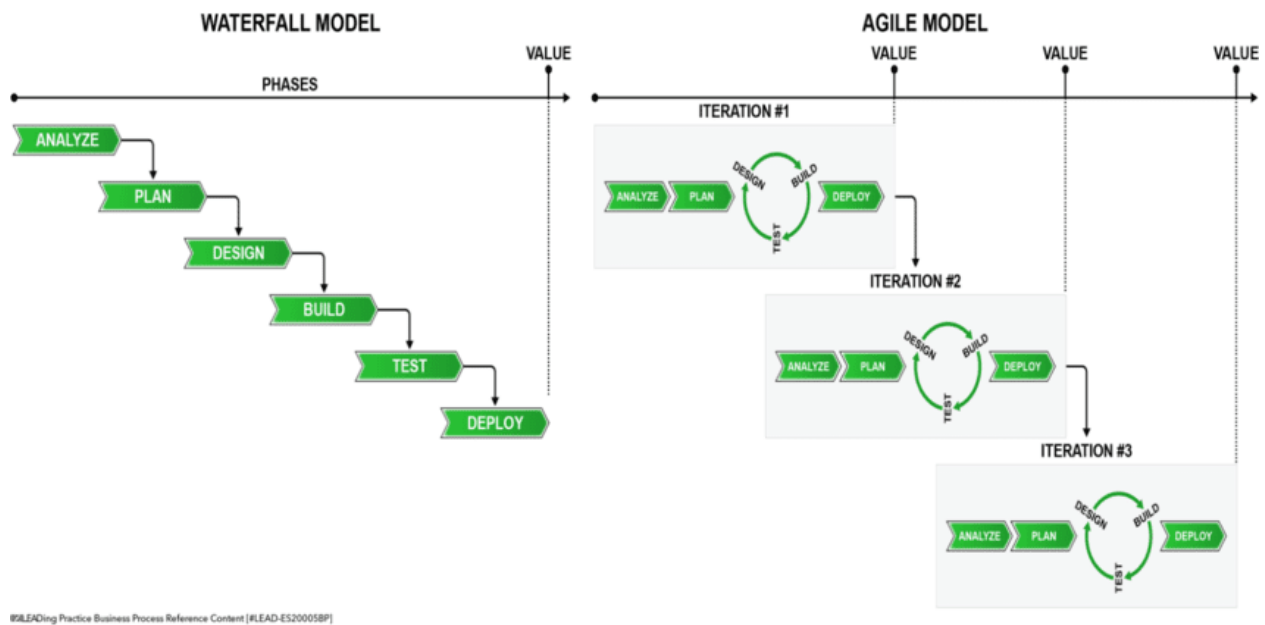 WATERFALL MODEL
VALUE
PHASES
ANALYZE
PLAN
DESIGN
BUILD
TEST
DEPLOY
AGILE MODEL
VALUE VALUE VALUE
ITERATION #1
ANALYZE PLAN DESIGN BUILD TEST DEPLOY
ITERATION #2
ANALYZE PLAN DESIGN BUILD TEST DEPLOY
ITERATION #3
ANALYZE PLAN DESIGN BUILD TEST DEPLOY
Practice Business Process Reference Content [#LEAD-ES20005BP]